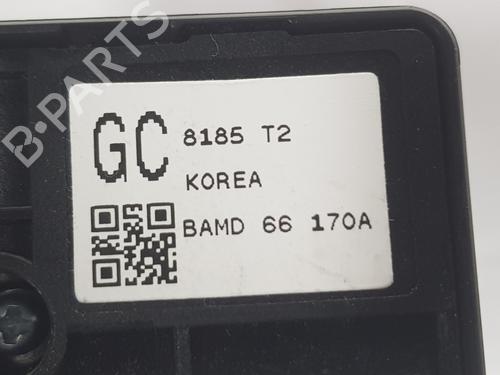 B-PARTS
GC 8185 T2
KOREA
BAMD 66 170A